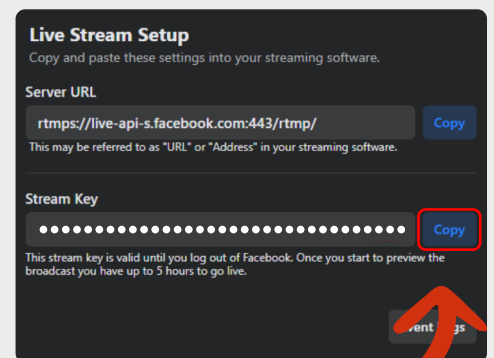 Live Stream Setup
Copy and paste these settings into your streaming software.
Server URL
rtmps://live-api-s.facebook.com:443/rtmp/
Copy
This may be referred to as "URL" or "Address" in your streaming software.
Stream Key
••••••••••••••••••••••••••••••••••
Copy
This stream key is valid until you log out of Facebook. Once you start to preview the
broadcast you have up to 5 hours to go live.